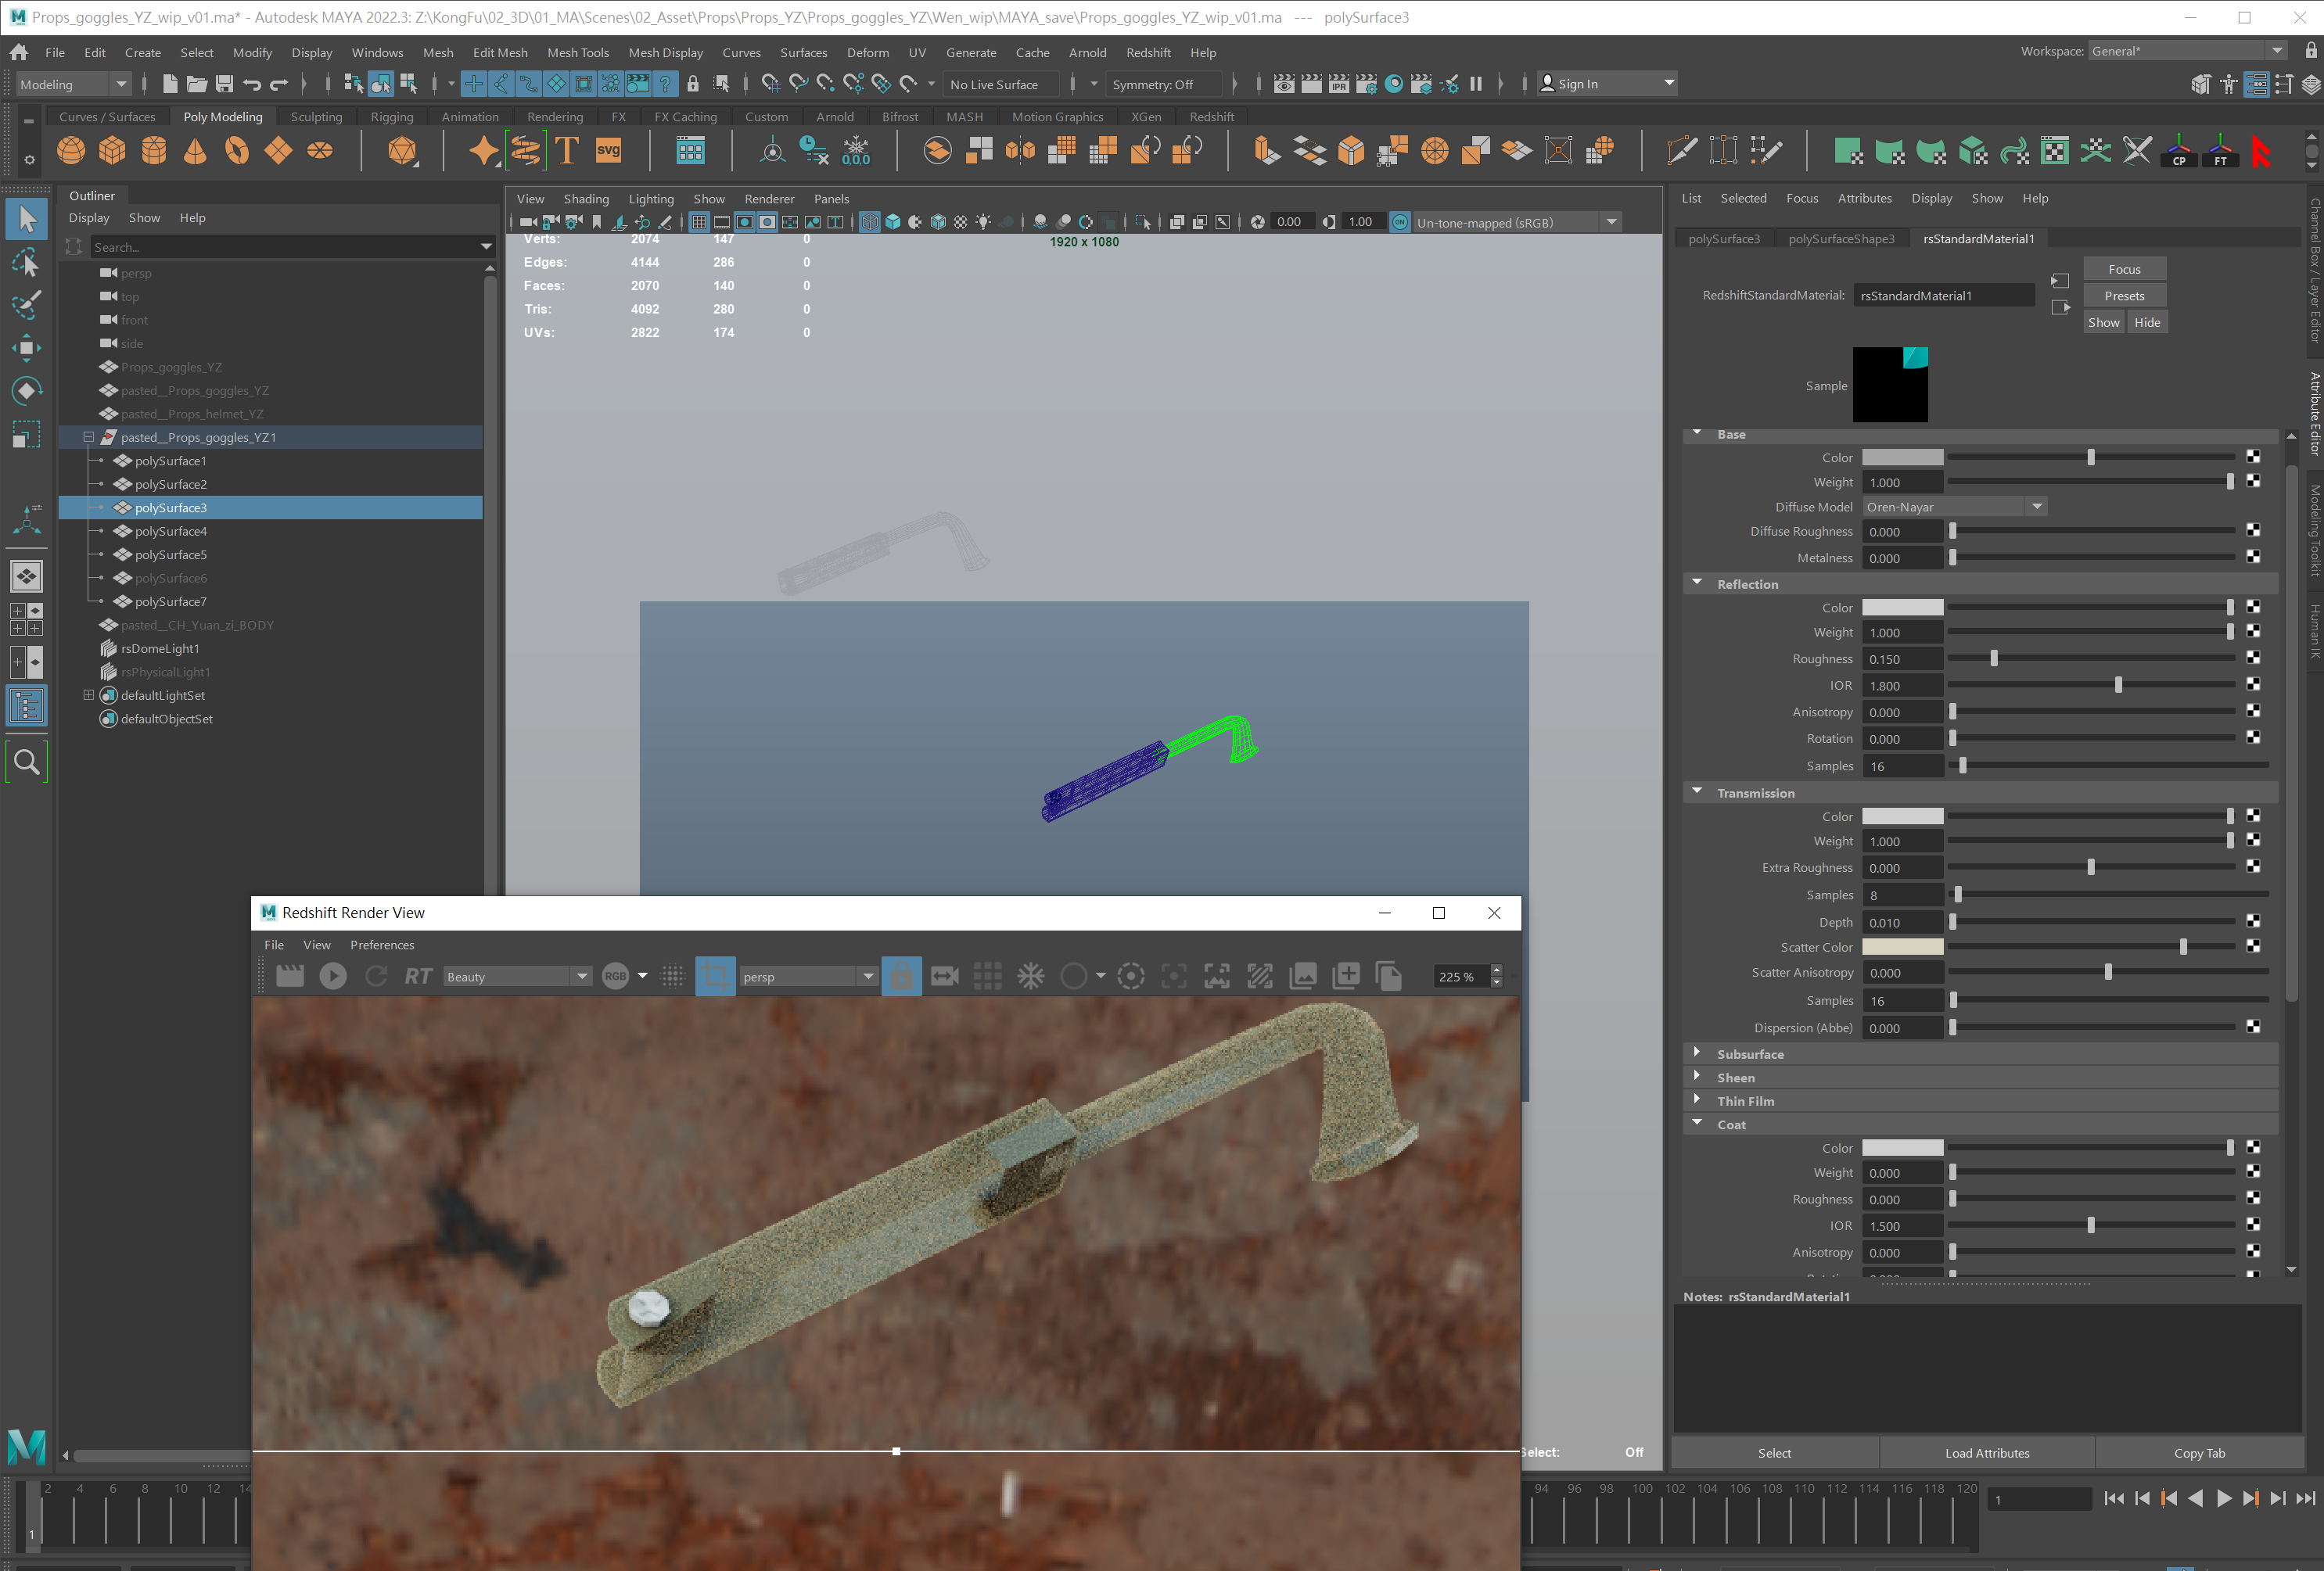 Props_goggles_YZ_wip_v01.ma* - Autodesk MAYA 2022.3: Z:\KongFu\02_3D\01_MA\Scenes\02_Asset\Props\Props_YZ\Props_goggles_YZ\Wen_wip\MAYA_save\Props_goggles_YZ_wip_v01.ma --- polySurface3
File Edit Create Select Modify Display Windows Mesh Edit Mesh Mesh Tools Mesh Display Curves Surfaces Deform UV Generate Cache Arnold Redshift Help
Workspace: General*
Modeling
No Live Surface
Symmetry: Off
IPR
Sign In
Curves / Surfaces Poly Modeling Sculpting Rigging Animation Rendering FX FX Caching Custom Arnold Bifrost MASH Motion Graphics XGen Redshift
T
SVG
0,0,0
CP
FT
Outliner
Display Show Help
Search...
persp
top
front
side
Props_goggles_YZ
pasted__Props_goggles_YZ
pasted__Props_helmet_YZ
pasted__Props_goggles_YZ1
polySurface1
polySurface2
polySurface3
polySurface4
polySurface5
polySurface6
polySurface7
pasted__CH_Yuan_zi_BODY
rsDomeLight1
rsPhysicalLight1
defaultLightSet
defaultObjectSet
View Shading Lighting Show Renderer Panels
0.00
1.00
ON
Un-tone-mapped (sRGB)
1920 x 1080
Verts: 2074 147 0
Edges: 4144 286 0
Faces: 2070 140 0
Tris: 4092 280 0
UVs: 2822 174 0
Select: Off
Redshift Render View
File View Preferences
RT
Beauty
RGB
persp
225 %
List Selected Focus Attributes Display Show Help
polySurface3 polySurfaceShape3 rsStandardMaterial1
RedshiftStandardMaterial: rsStandardMaterial1
Focus
Presets
Show Hide
Sample
Base
Color
Weight 1.000
Diffuse Model Oren-Nayar
Diffuse Roughness 0.000
Metalness 0.000
Reflection
Color
Weight 1.000
Roughness 0.150
IOR 1.800
Anisotropy 0.000
Rotation 0.000
Samples 16
Transmission
Color
Weight 1.000
Extra Roughness 0.000
Samples 8
Depth 0.010
Scatter Color
Scatter Anisotropy 0.000
Samples 16
Dispersion (Abbe) 0.000
Subsurface
Sheen
Thin Film
Coat
Color
Weight 0.000
Roughness 0.000
IOR 1.500
Anisotropy 0.000
Notes: rsStandardMaterial1
Select Load Attributes Copy Tab
Channel Box / Layer Editor
Attribute Editor
Modeling Toolkit
Human IK
2 4 6 8 10 12 14
94 96 98 100 102 104 106 108 110 112 114 116 118 120
1
1